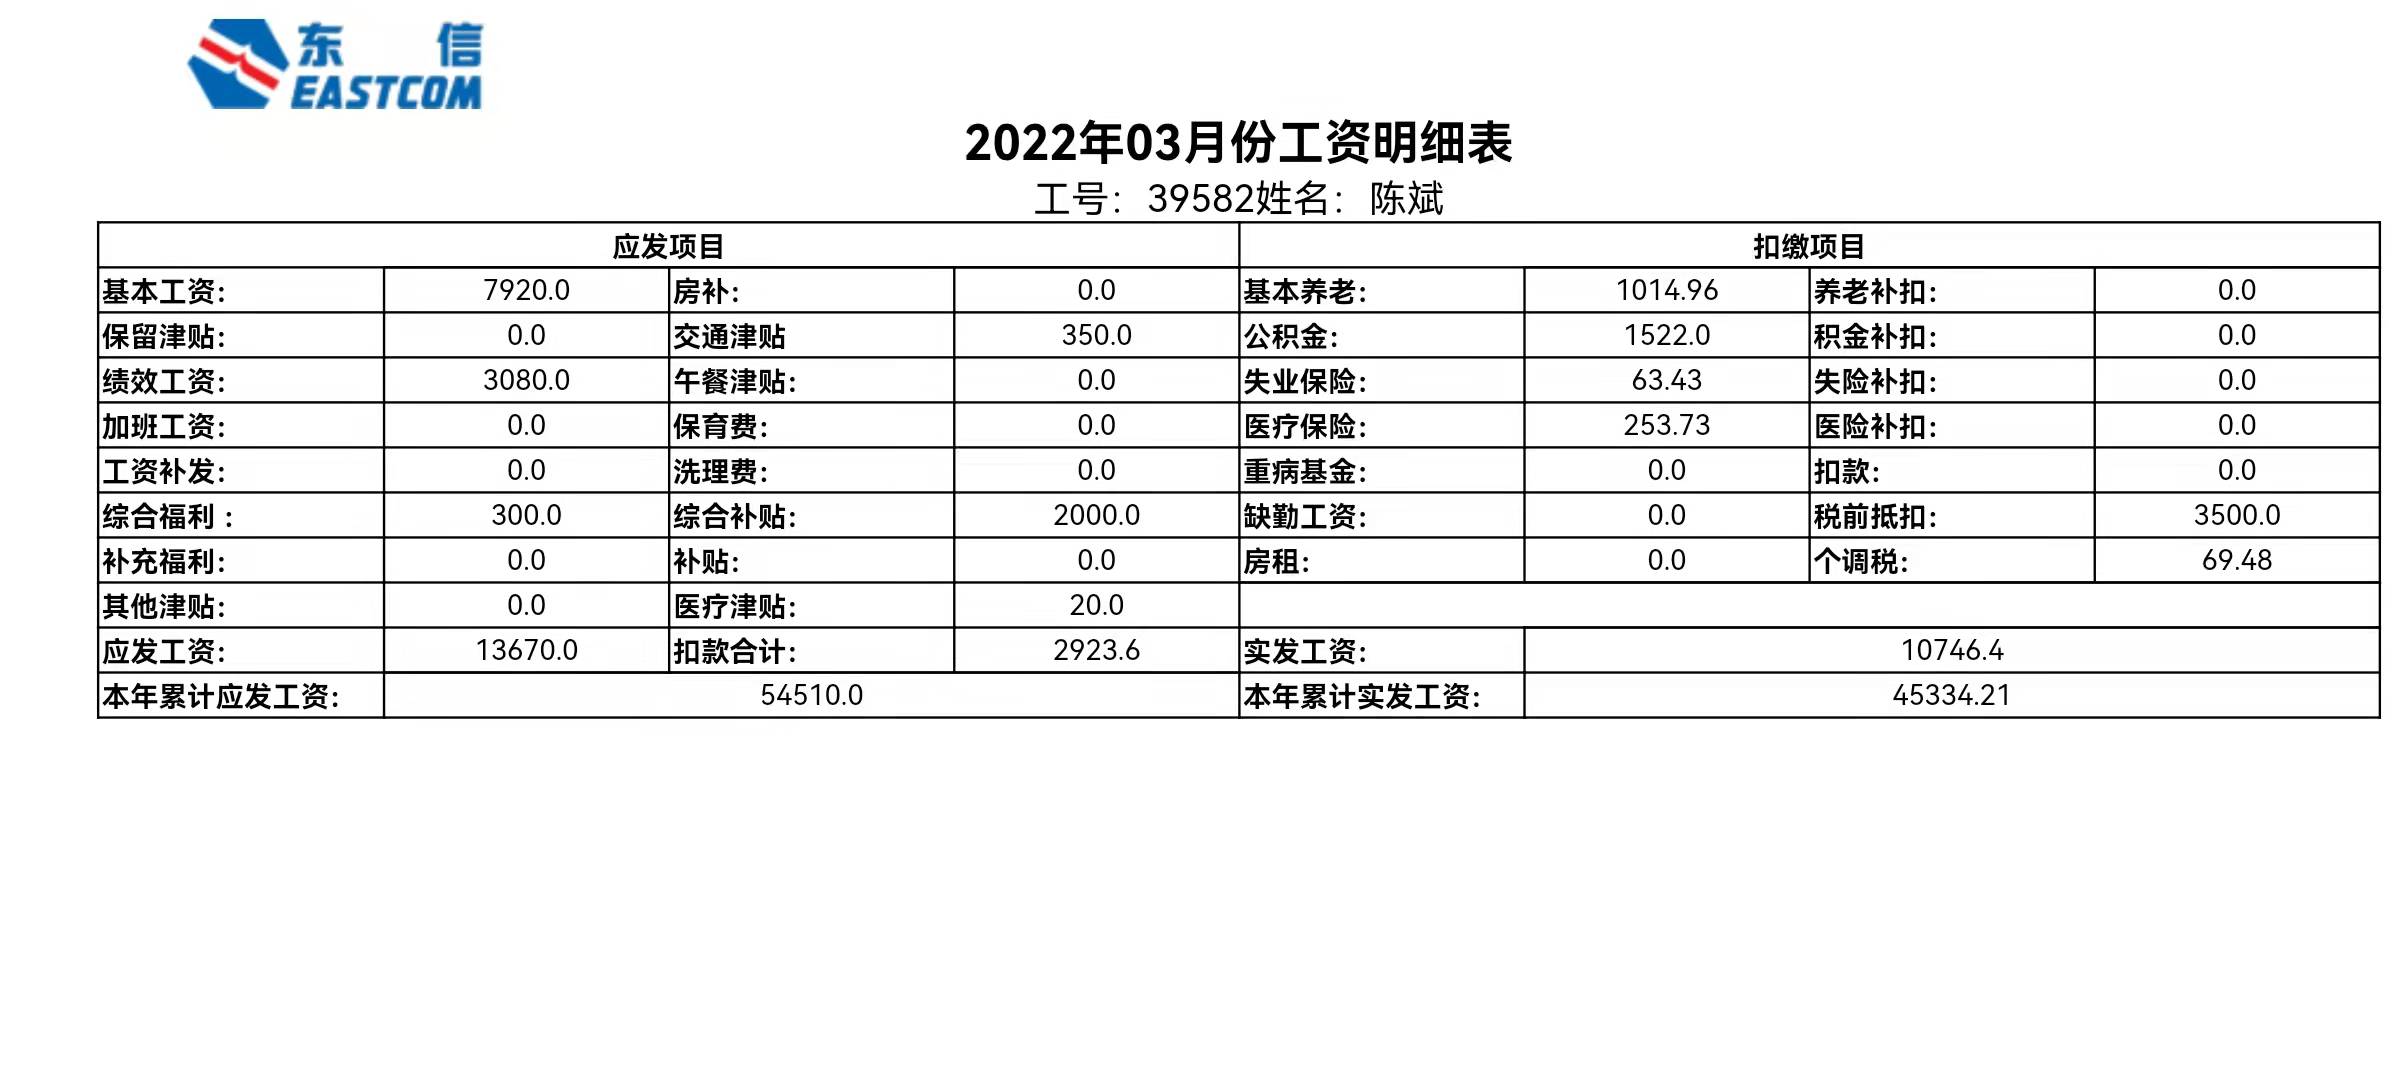 东 信
EASTCOM
2022年03月份工资明细表
工号：39582姓名：陈斌
应发项目 扣缴项目
基本工资： 7920.0 房补： 0.0 基本养老： 1014.96 养老补扣： 0.0
保留津贴： 0.0 交通津贴 350.0 公积金： 1522.0 积金补扣： 0.0
绩效工资： 3080.0 午餐津贴： 0.0 失业保险： 63.43 失险补扣： 0.0
加班工资： 0.0 保育费： 0.0 医疗保险： 253.73 医险补扣： 0.0
工资补发： 0.0 洗理费： 0.0 重病基金： 0.0 扣款： 0.0
综合福利 ： 300.0 综合补贴： 2000.0 缺勤工资： 0.0 税前抵扣： 3500.0
补充福利： 0.0 补贴： 0.0 房租： 0.0 个调税： 69.48
其他津贴： 0.0 医疗津贴： 20.0
应发工资： 13670.0 扣款合计： 2923.6 实发工资： 10746.4
本年累计应发工资： 54510.0 本年累计实发工资： 45334.21